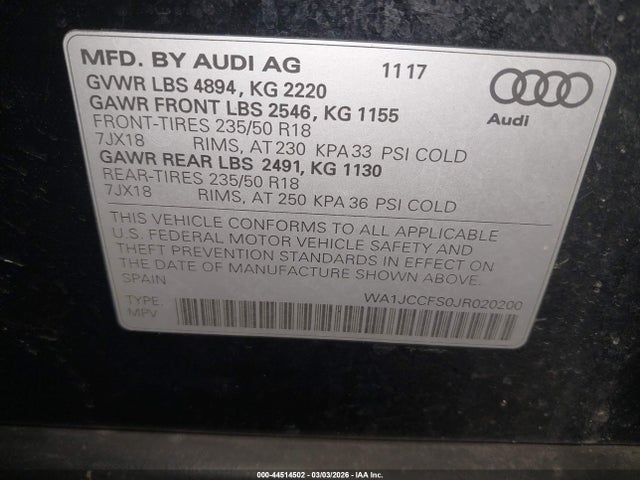 MFD. BY AUDI AG 1117
GVWR LBS 4894, KG 2220
GAWR FRONT LBS 2546, KG 1155
FRONT-TIRES 235/50 R18
7JX18 RIMS, AT 230 KPA 33 PSI COLD
GAWR REAR LBS 2491, KG 1130
REAR-TIRES 235/50 R18
7JX18 RIMS, AT 250 KPA 36 PSI COLD
Audi
THIS VEHICLE CONFORMS TO ALL APPLICABLE
U.S. FEDERAL MOTOR VEHICLE SAFETY AND
THEFT PREVENTION STANDARDS IN EFFECT ON
THE DATE OF MANUFACTURE SHOWN ABOVE.
SPAIN
WA1JCCFS0JR020200
TYPE:
MPV
000-44514502 - 03/03/2026 - IAA Inc.